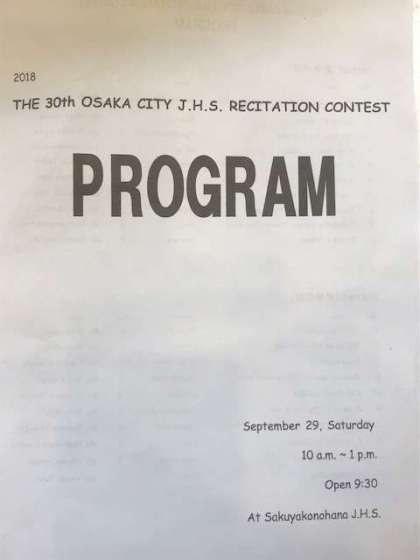 2018
THE 30th OSAKA CITY J.H.S. RECITATION CONTEST
PROGRAM
September 29, Saturday
10 a.m. ~ 1 p.m.
Open 9:30
At Sakuyakonohana J.H.S.